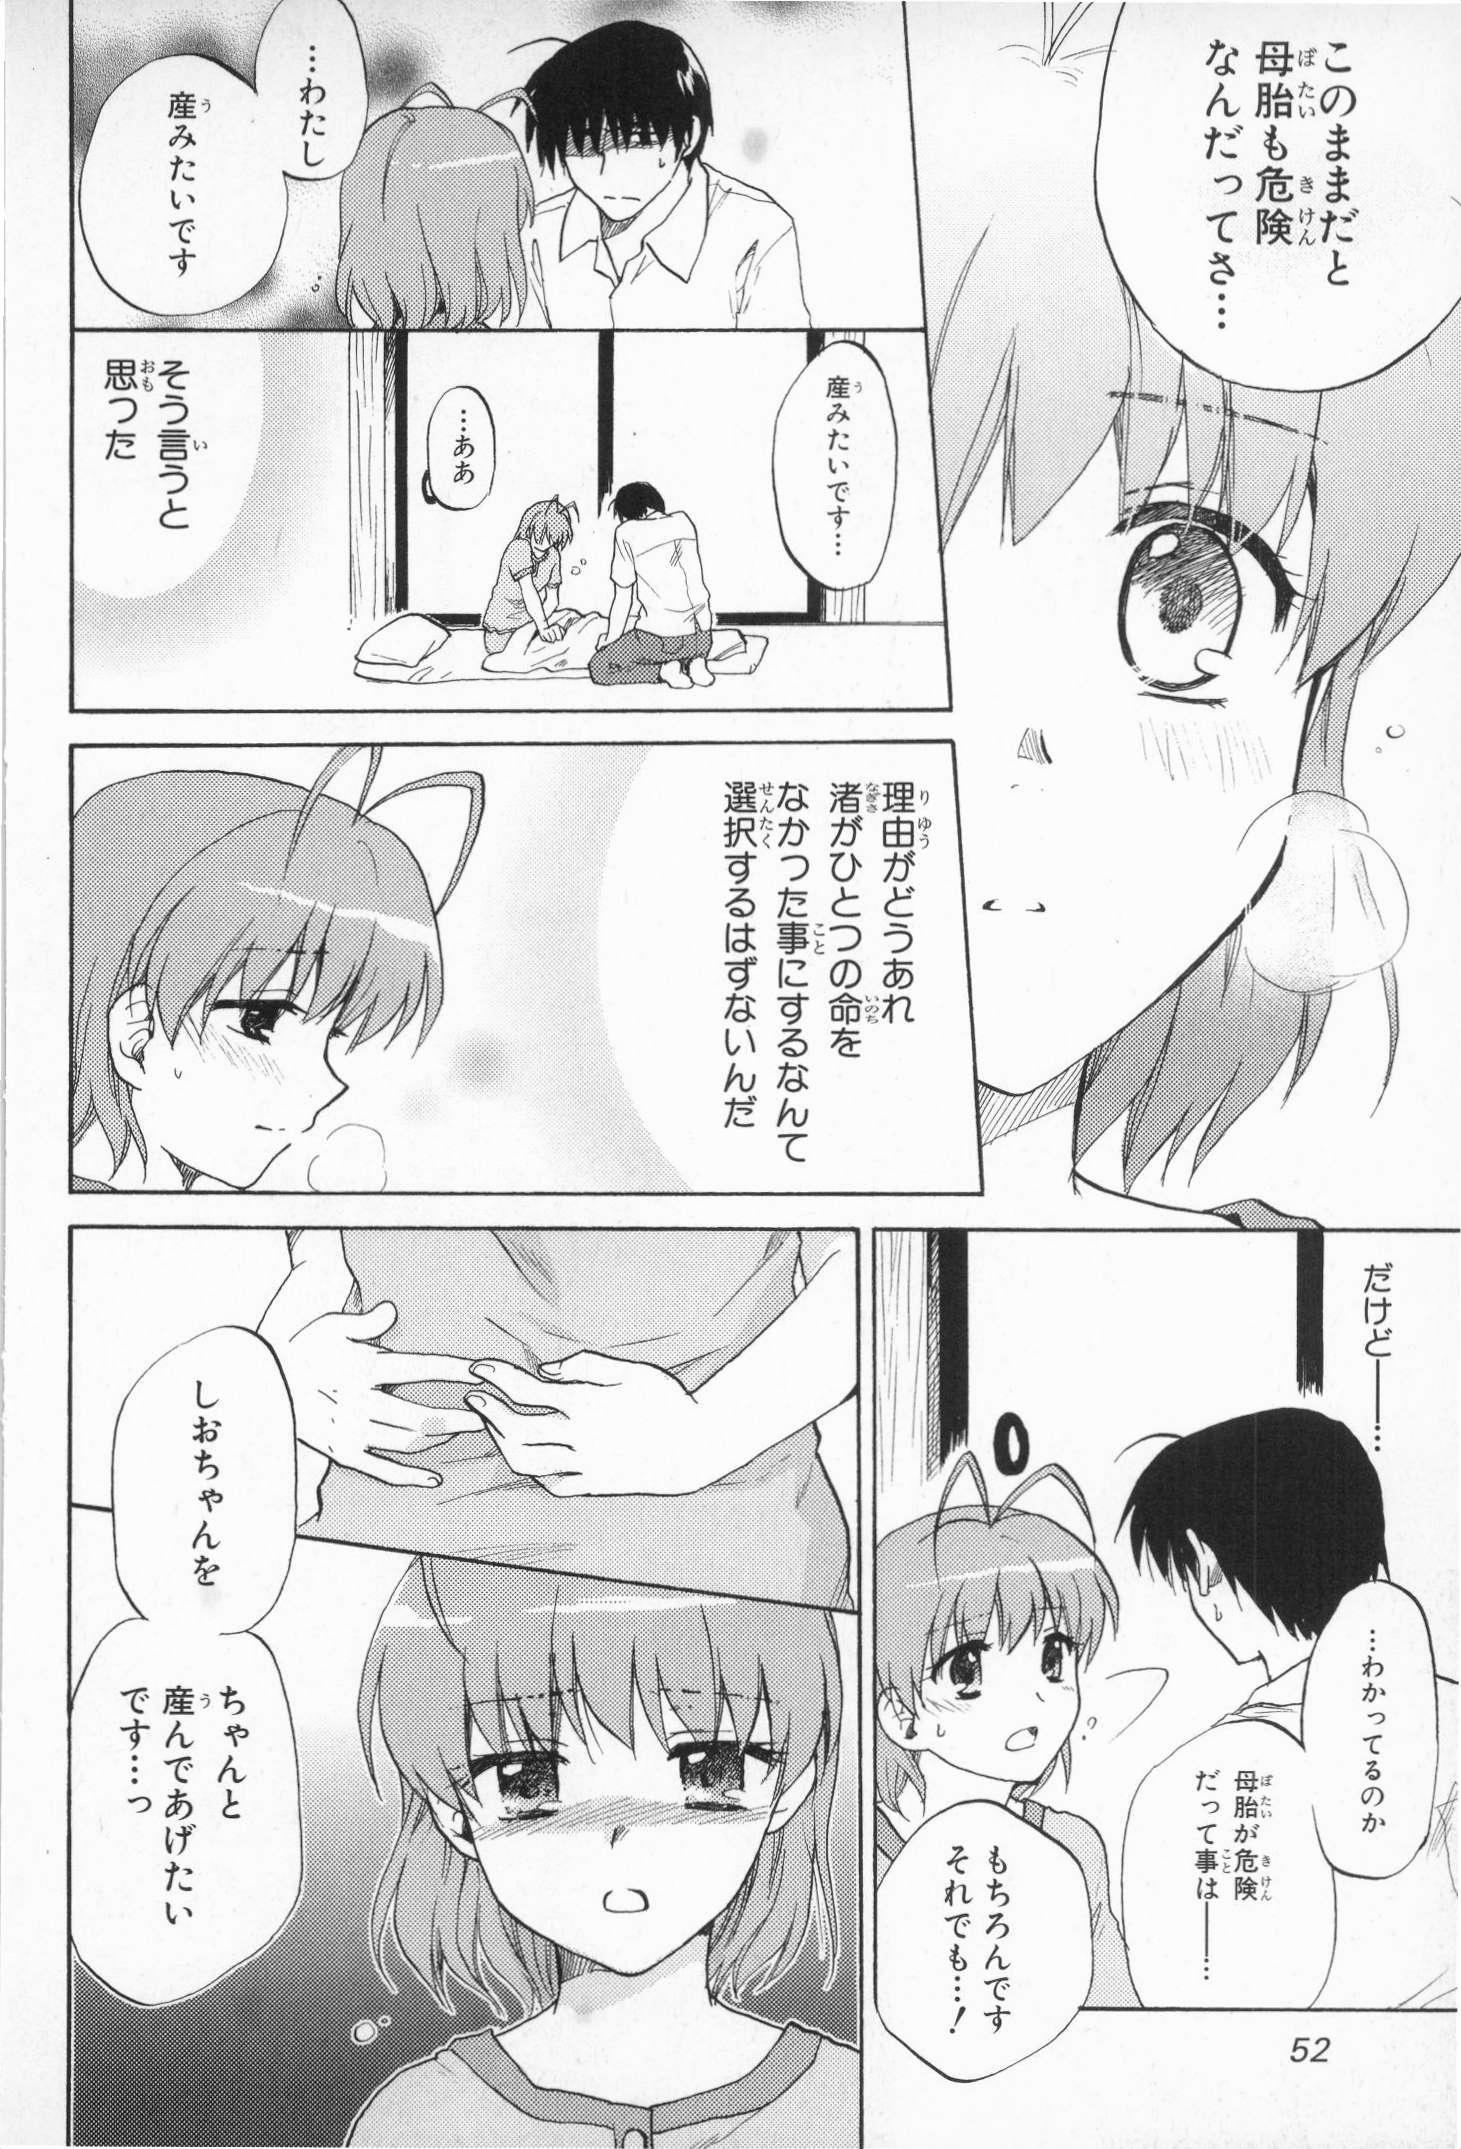 このままだと
母胎も危険
なんだってさ…
…わたし
産みたいです
産みたいです…
…ああ
そう言うと
思った
理由がどうあれ
渚がひとつの命を
なかった事にするなんて
選択するはずないんだ
だけど――…
…わかってるのか
母胎が危険
だって事は――…
もちろんです
それでも…！
しおちゃんを
ちゃんと
産んであげたい
です…っ
52